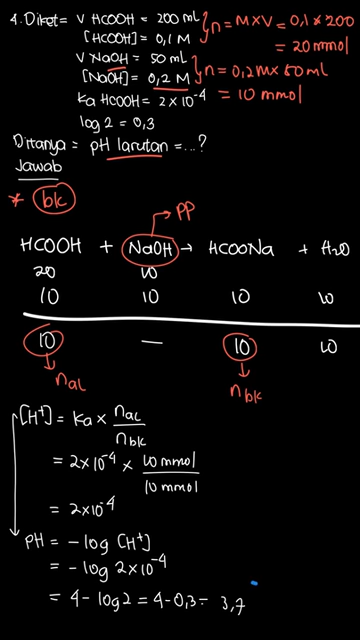 4. Diket = V HCOOH = 200 mL } n = M×V = 0,1 × 200
[HCOOH] = 0,1 M = 20 mmol
V NaOH = 50 mL } n = 0,2 M × 50 mL
[NaOH] = 0,2 M = 10 mmol
Ka HCOOH = 2×10⁻⁴
log 2 = 0,3
Ditanya = pH larutan = ...?
Jawab
* bk
→ PP
HCOOH + NaOH → HCOONa + H₂O
20 10
10 10 10 10
10 — 10 10
nal nbk
[H⁺] = Ka × nal / nbk
= 2×10⁻⁴ × 10 mmol / 10 mmol
= 2×10⁻⁴
PH = -log [H⁺]
= -log 2×10⁻⁴
= 4 - log 2 = 4 - 0,3 = 3,7